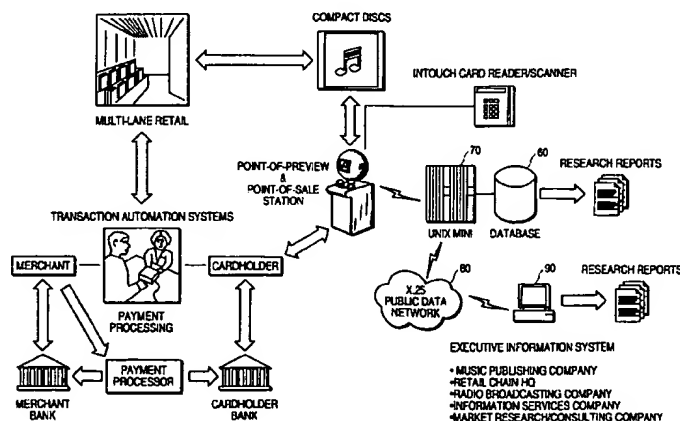 COMPACT DISCS
INTOUCH CARD READER/SCANNER
MULTI-LANE RETAIL
POINT-OF-PREVIEW
&
POINT-OF-SALE
STATION
70
60
RESEARCH REPORTS
UNIX MINI
DATABASE
TRANSACTION AUTOMATION SYSTEMS
MERCHANT
CARDHOLDER
PAYMENT
PROCESSING
80
X.25
PUBLIC DATA
NETWORK
90
RESEARCH REPORTS
PAYMENT
PROCESSOR
MERCHANT
BANK
CARDHOLDER
BANK
EXECUTIVE INFORMATION SYSTEM
•MUSIC PUBLISHING COMPANY
•RETAIL CHAIN HQ
•RADIO BROADCASTING COMPANY
•INFORMATION SERVICES COMPANY
•MARKET RESEARCH/CONSULTING COMPANY